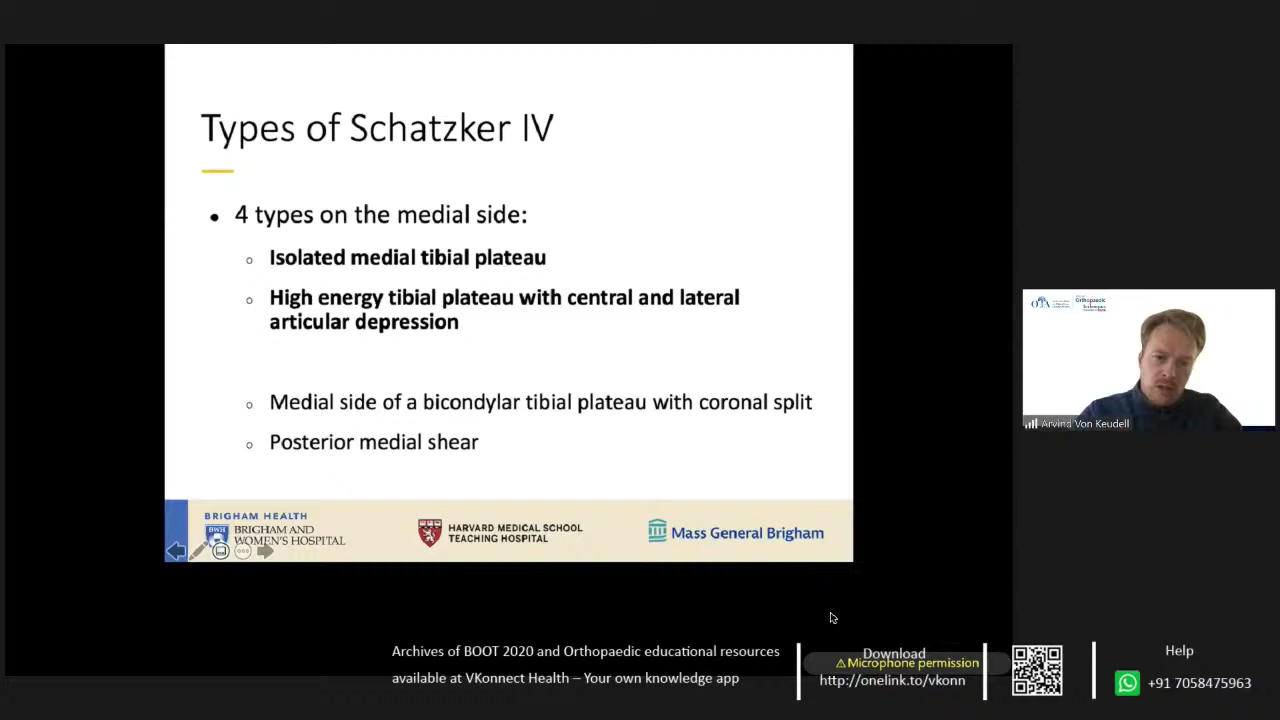 Types of Schatzker IV
4 types on the medial side:
Isolated medial tibial plateau
High energy tibial plateau with central and lateral
articular depression
Medial side of a bicondylar tibial plateau with coronal split
Posterior medial shear
BRIGHAM HEALTH
BWH
BRIGHAM AND
WOMEN'S HOSPITAL
HARVARD MEDICAL SCHOOL
TEACHING HOSPITAL
Mass General Brigham
Orthopaedic
Arvind Von Keudell
Archives of BOOT 2020 and Orthopaedic educational resources
available at VKonnect Health – Your own knowledge app
Download
⚠Microphone permission
http://onelink.to/vkonn
Help
+91 7058475963